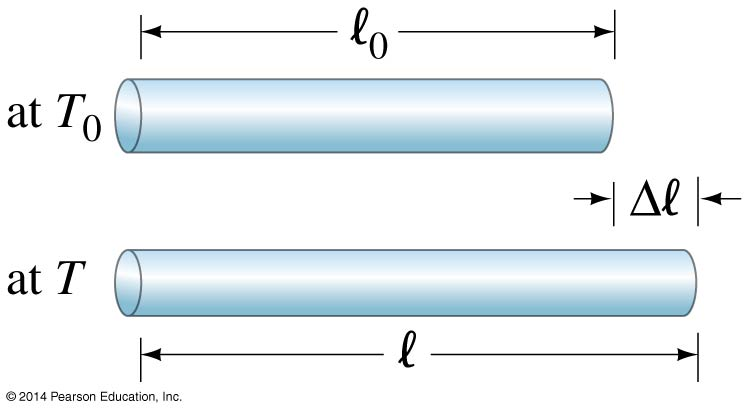 ℓ₀
at T₀
Δℓ
at T
ℓ
© 2014 Pearson Education, Inc.